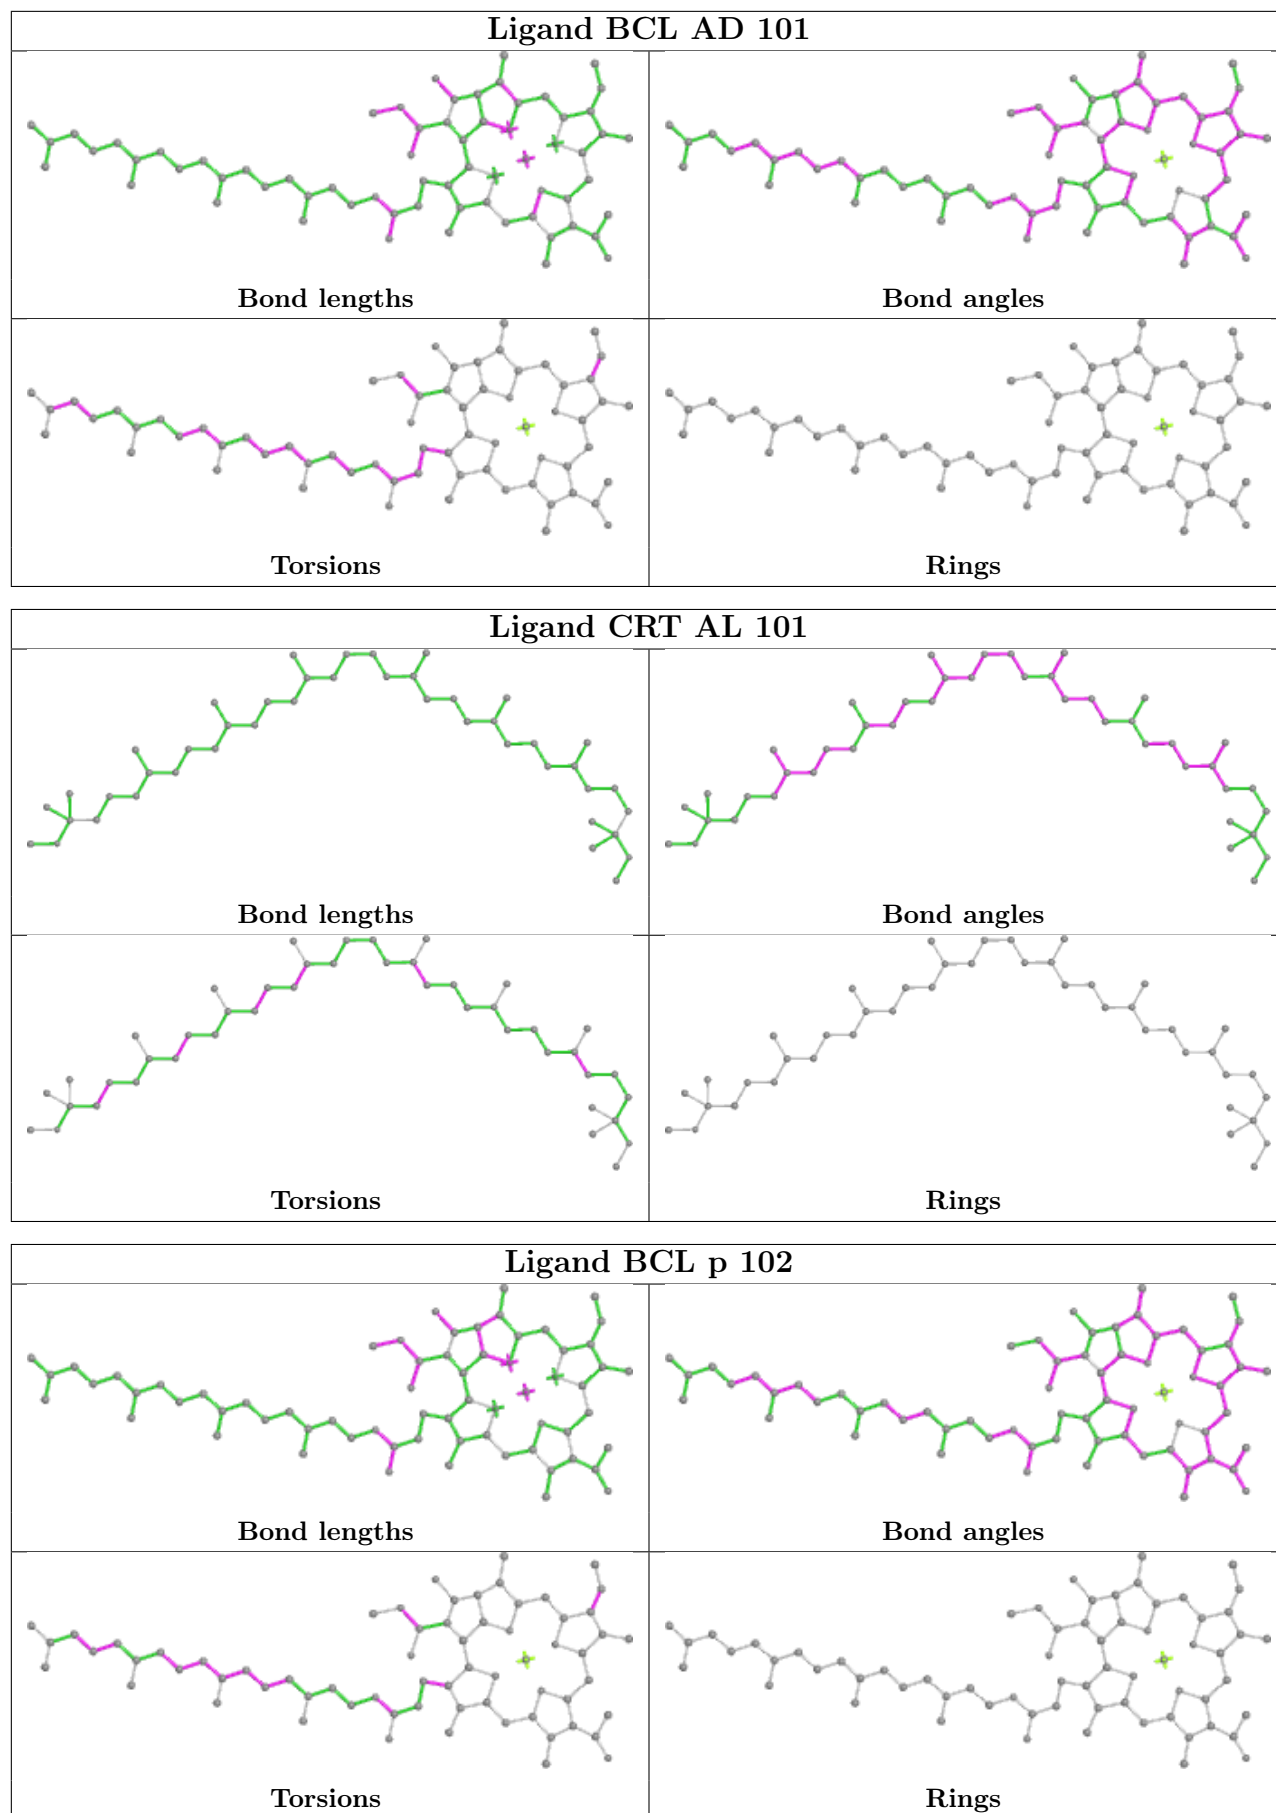 Ligand BCL AD 101
Bond lengths
Bond angles
Torsions
Rings
Ligand CRT AL 101
Bond lengths
Bond angles
Torsions
Rings
Ligand BCL p 102
Bond lengths
Bond angles
Torsions
Rings